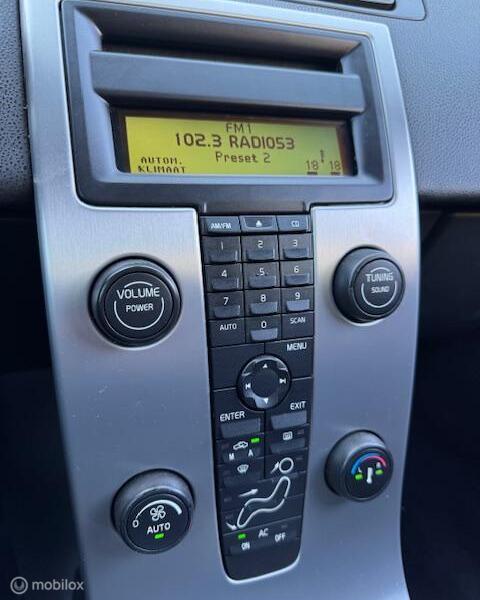 FM1
102.3 RADIO53
AUTOM. Preset 2 18 18
KLIMAAT
AM/FM CD
1 2 3
4 5 6
7 8 9
AUTO 0 SCAN
MENU
VOLUME
POWER
TUNING
SOUND
ENTER EXIT
M A
0
AUTO
AC
ON OFF
mobilox